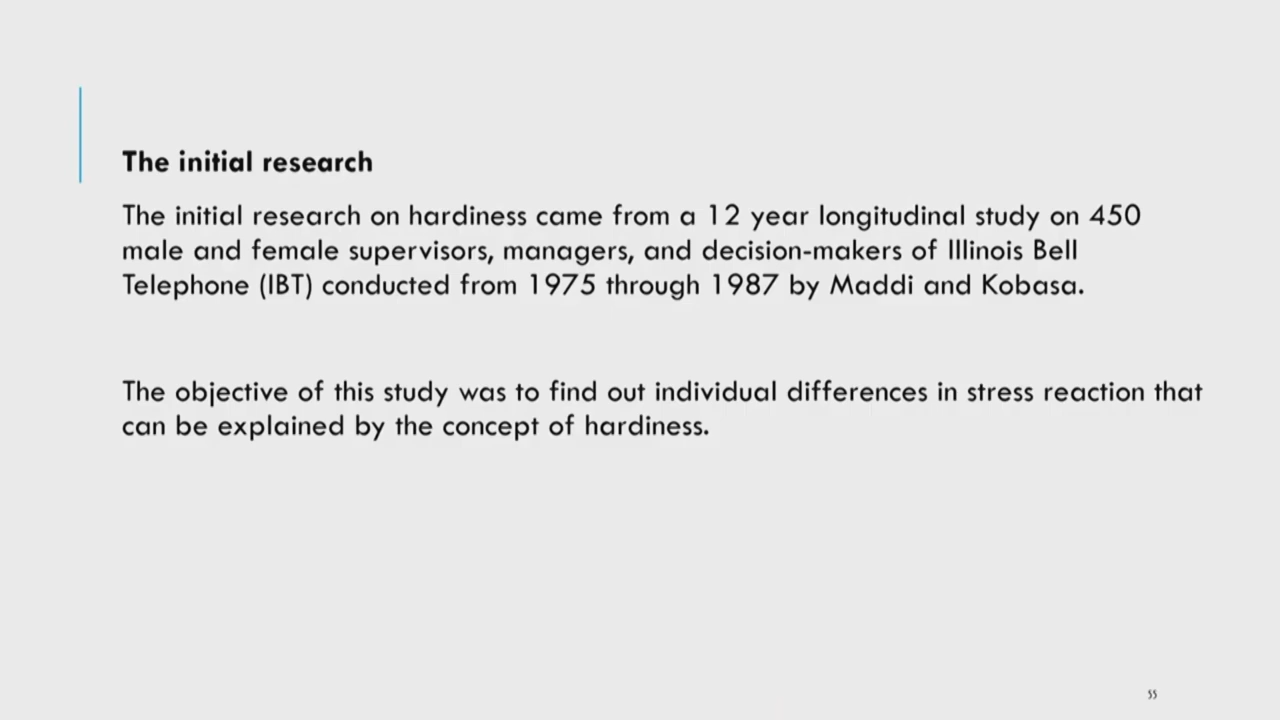 The initial research
The initial research on hardiness came from a 12 year longitudinal study on 450
male and female supervisors, managers, and decision-makers of Illinois Bell
Telephone (IBT) conducted from 1975 through 1987 by Maddi and Kobasa.
The objective of this study was to find out individual differences in stress reaction that
can be explained by the concept of hardiness.
55